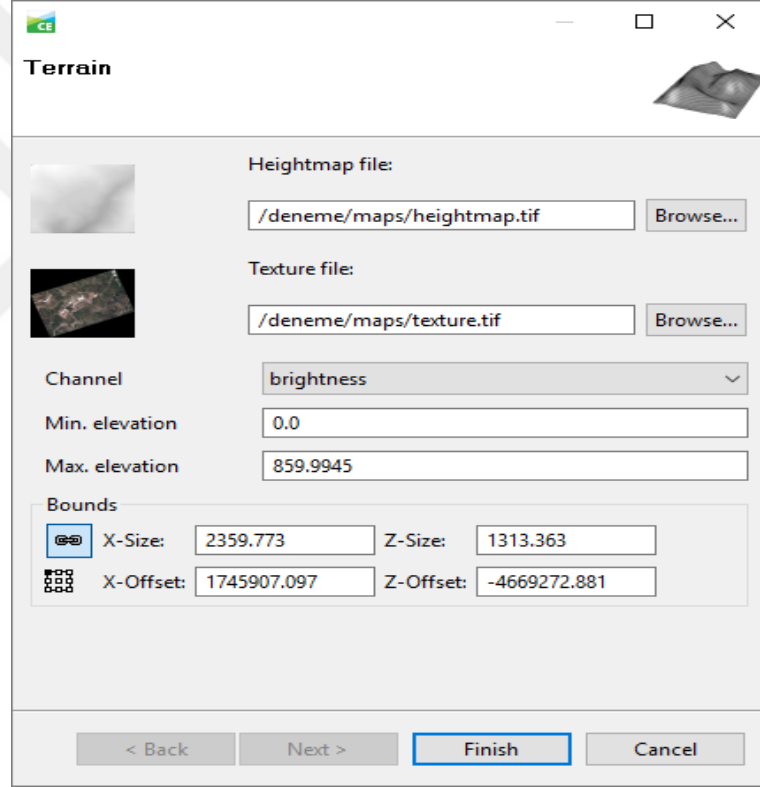 CE
Terrain
Heightmap file:
/deneme/maps/heightmap.tif Browse...
Texture file:
/deneme/maps/texture.tif Browse...
Channel brightness
Min. elevation 0.0
Max. elevation 859.9945
Bounds
X-Size: 2359.773 Z-Size: 1313.363
X-Offset: 1745907.097 Z-Offset: -4669272.881
< Back Next > Finish Cancel